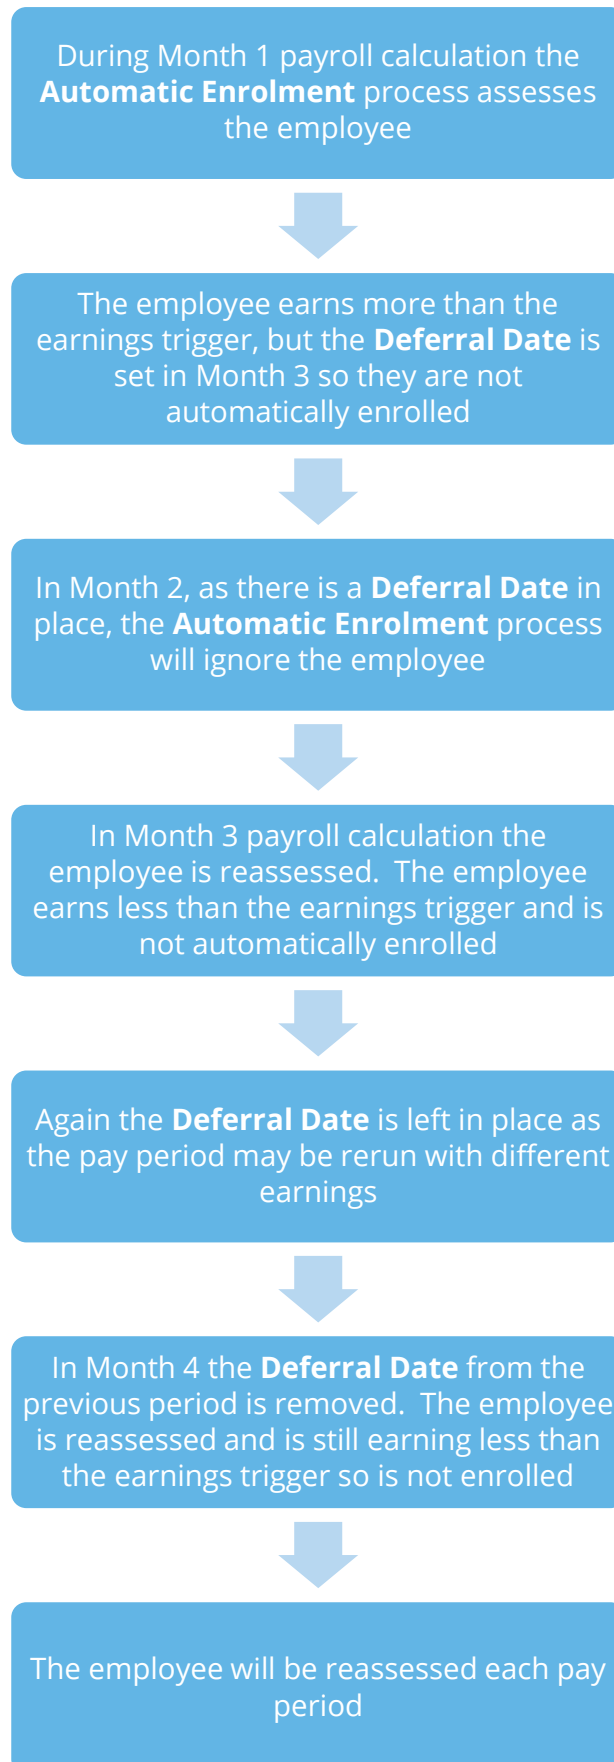 During Month 1 payroll calculation the
Automatic Enrolment process assesses
the employee
The employee earns more than the
earnings trigger, but the Deferral Date is
set in Month 3 so they are not
automatically enrolled
In Month 2, as there is a Deferral Date in
place, the Automatic Enrolment process
will ignore the employee
In Month 3 payroll calculation the
employee is reassessed.  The employee
earns less than the earnings trigger and is
not automatically enrolled
Again the Deferral Date is left in place as
the pay period may be rerun with different
earnings
In Month 4 the Deferral Date from the
previous period is removed.  The employee
is reassessed and is still earning less than
the earnings trigger so is not enrolled
The employee will be reassessed each pay
period